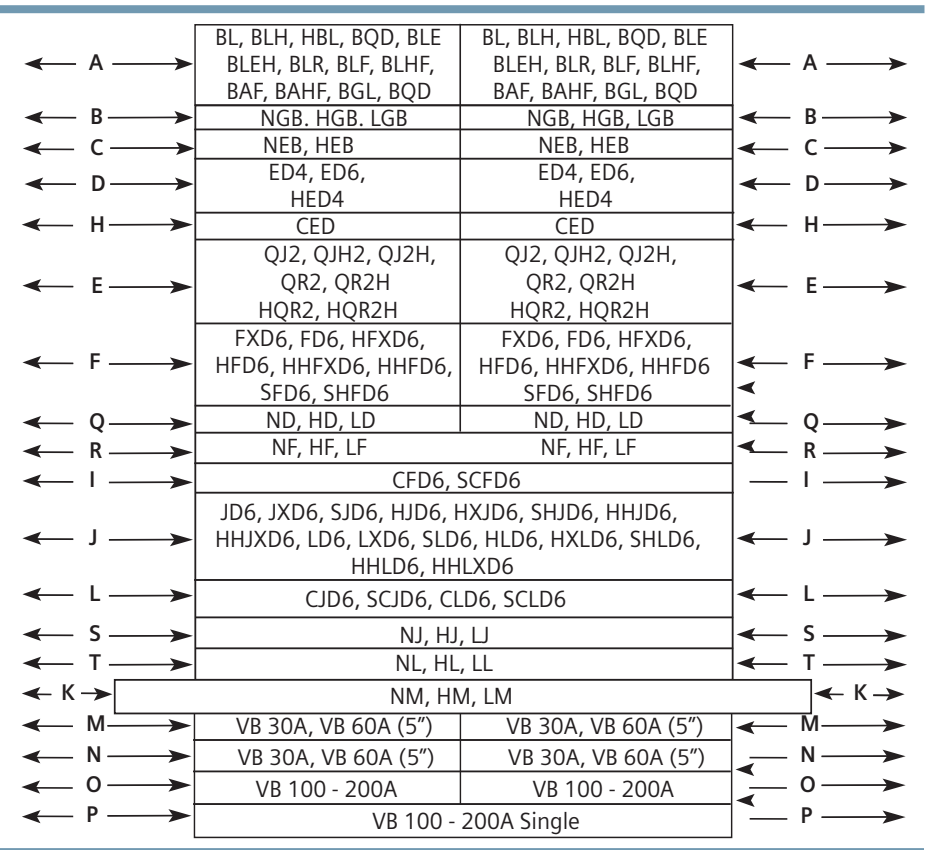 BL, BLH, HBL, BQD, BLE BL, BLH, HBL, BQD, BLE
A BLEH, BLR, BLF, BLHF, BLEH, BLR, BLF, BLHF, A
BAF, BAHF, BGL, BQD BAF, BAHF, BGL, BQD
B NGB. HGB. LGB NGB, HGB, LGB B
C NEB, HEB NEB, HEB C
D ED4, ED6, ED4, ED6, D
HED4 HED4
H CED CED H
QJ2, QJH2, QJ2H, QJ2, QJH2, QJ2H,
E QR2, QR2H QR2, QR2H E
HQR2, HQR2H HQR2, HQR2H
FXD6, FD6, HFXD6, FXD6, FD6, HFXD6,
F HFD6, HHFXD6, HHFD6, HFD6, HHFXD6, HHFD6 F
SFD6, SHFD6 SFD6, SHFD6
Q ND, HD, LD ND, HD, LD Q
R NF, HF, LF NF, HF, LF R
I CFD6, SCFD6 I
JD6, JXD6, SJD6, HJD6, HXJD6, SHJD6, HHJD6,
J HHJXD6, LD6, LXD6, SLD6, HLD6, HXLD6, SHLD6, J
HHLD6, HHLXD6
L CJD6, SCJD6, CLD6, SCLD6 L
S NJ, HJ, LJ S
T NL, HL, LL T
K NM, HM, LM K
M VB 30A, VB 60A (5”) VB 30A, VB 60A (5”) M
N VB 30A, VB 60A (5”) VB 30A, VB 60A (5”) N
O VB 100 - 200A VB 100 - 200A O
P VB 100 - 200A Single P